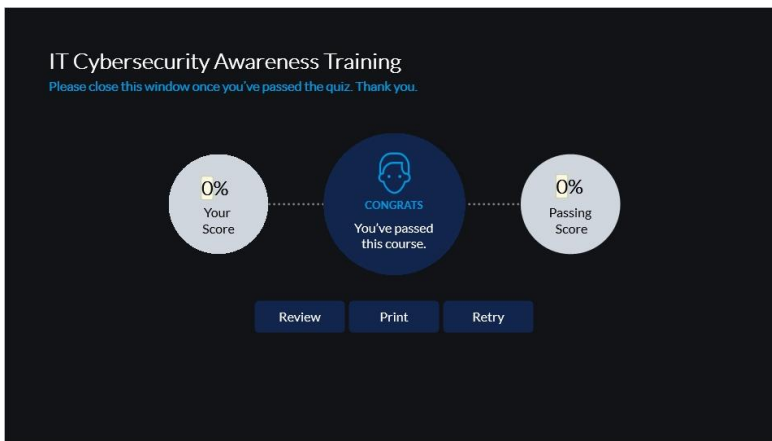 IT Cybersecurity Awareness Training
Please close this window once you've passed the quiz. Thank you.
0%
Your
Score
CONGRATS
You've passed
this course.
0%
Passing
Score
Review
Print
Retry